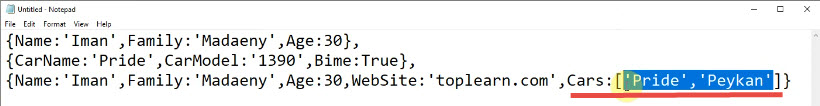 Untitled - Notepad
File Edit Format View Help
{Name:'Iman',Family:'Madaeny',Age:30},
{CarName:'Pride',CarModel:'1390',Bime:True},
{Name:'Iman',Family:'Madaeny',Age:30,WebSite:'toplearn.com',Cars:['Pride','Peykan']}